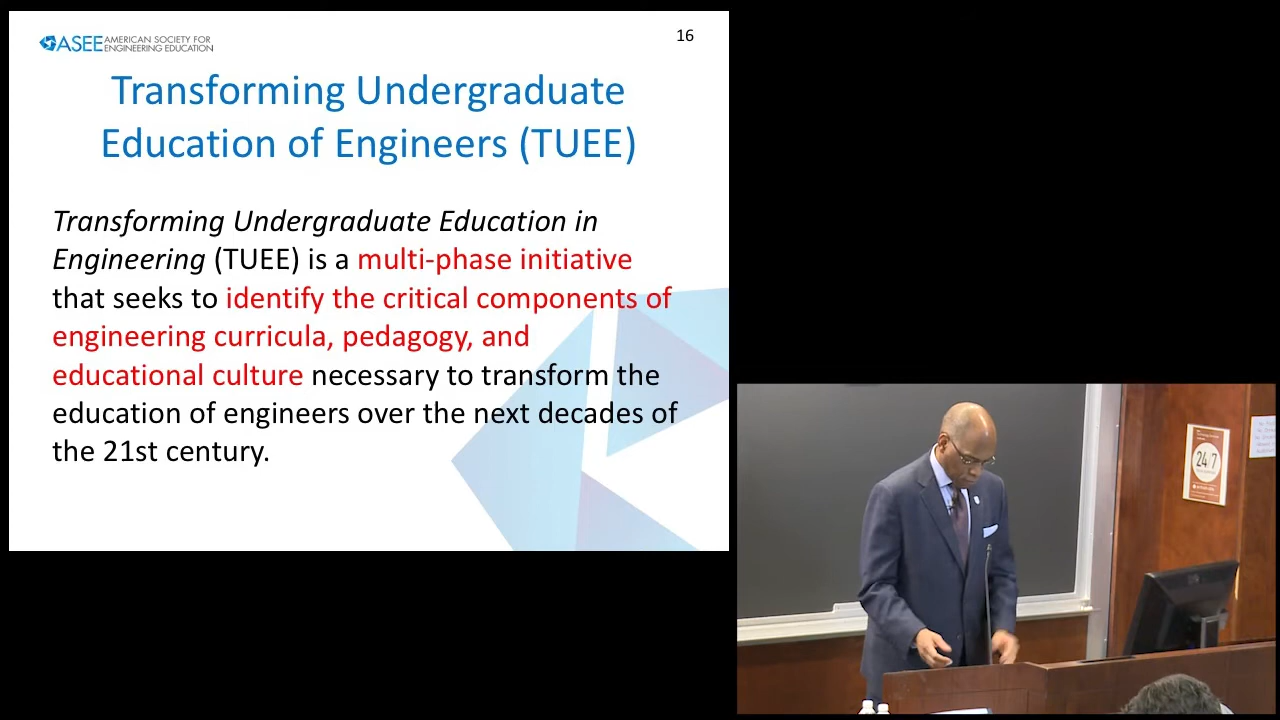 ASEE AMERICAN SOCIETY FOR
ENGINEERING EDUCATION
16
Transforming Undergraduate
Education of Engineers (TUEE)
Transforming Undergraduate Education in
Engineering (TUEE) is a multi-phase initiative
that seeks to identify the critical components of
engineering curricula, pedagogy, and
educational culture necessary to transform the
education of engineers over the next decades of
the 21st century.
24/7